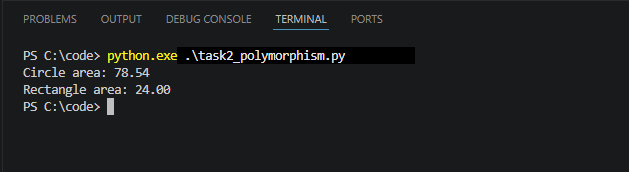 PROBLEMS OUTPUT DEBUG CONSOLE TERMINAL PORTS
PS C:\code> python.exe .\task2_polymorphism.py
Circle area: 78.54
Rectangle area: 24.00
PS C:\code>